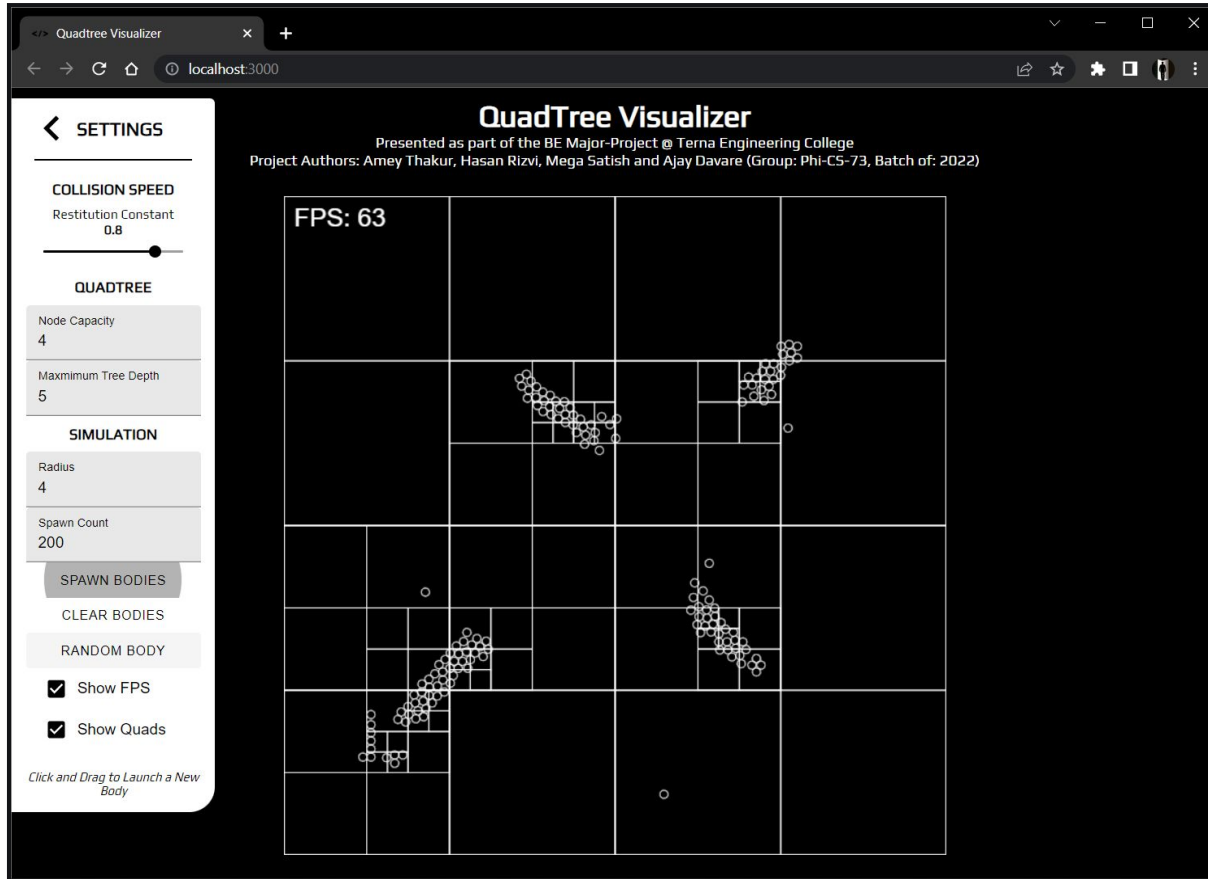 Quadtree Visualizer
localhost:3000
SETTINGS
COLLISION SPEED
Restitution Constant
0.8
QUADTREE
Node Capacity
4
Maxmimum Tree Depth
5
SIMULATION
Radius
4
Spawn Count
200
SPAWN BODIES
CLEAR BODIES
RANDOM BODY
Show FPS
Show Quads
Click and Drag to Launch a New
Body
QuadTree Visualizer
Presented as part of the BE Major-Project @ Terna Engineering College
Project Authors: Amey Thakur, Hasan Rizvi, Mega Satish and Ajay Davare (Group: Phi-CS-73, Batch of: 2022)
FPS: 63